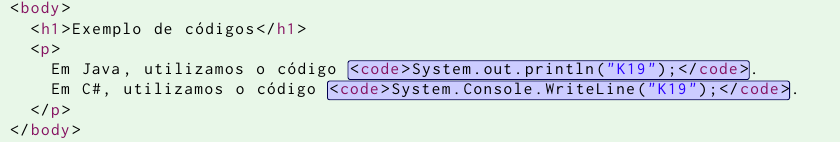 <body>
<h1>Exemplo de códigos</h1>
<p>
Em Java, utilizamos o código <code>System.out.println("K19");</code>.
Em C#, utilizamos o código <code>System.Console.WriteLine("K19");</code>.
</p>
</body>